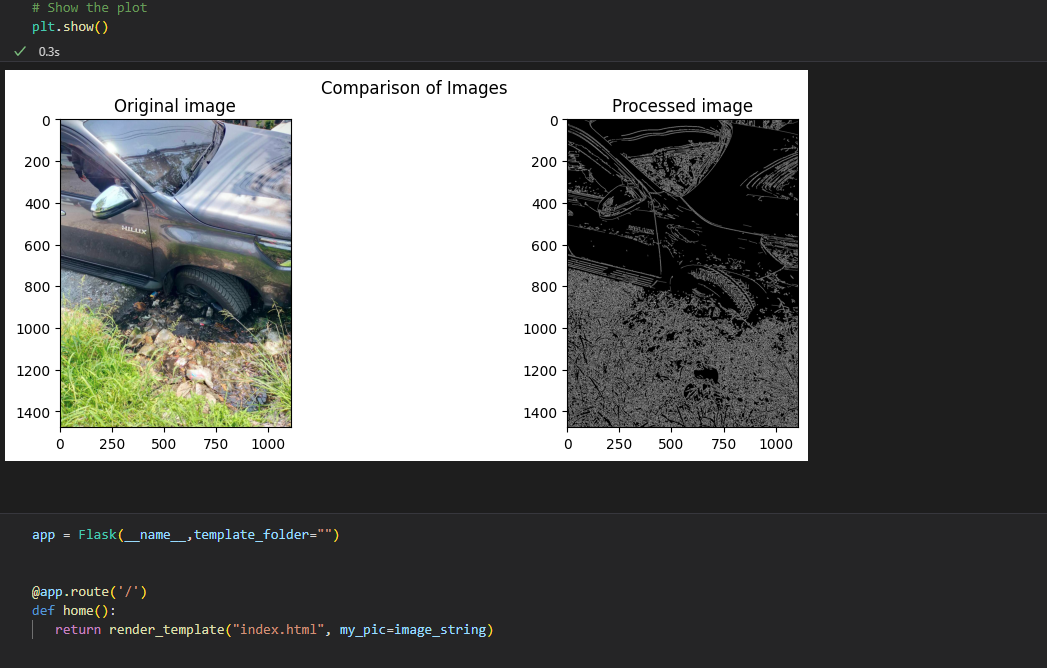 # Show the plot
plt.show()
0.3s
Comparison of Images
Original image
Processed image
0
200
400
600
800
1000
1200
1400
0 250 500 750 1000
HILUX
0
200
400
600
800
1000
1200
1400
0 250 500 750 1000
app = Flask(__name__,template_folder="")
@app.route('/')
def home():
return render_template("index.html", my_pic=image_string)